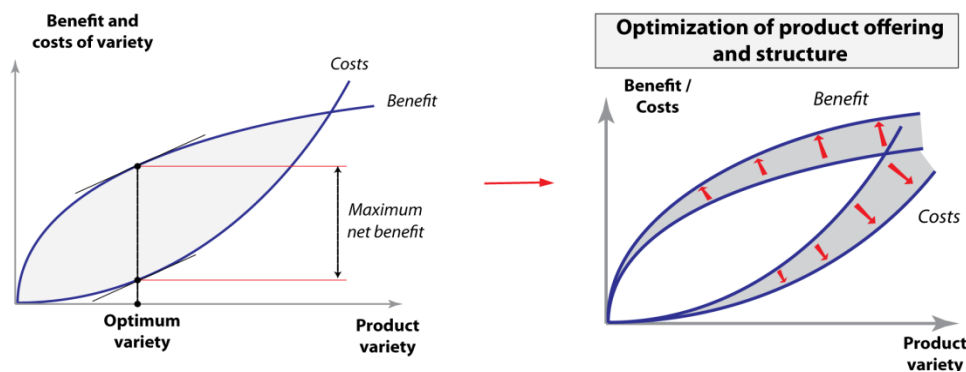 Benefit and
costs of variety
Costs
Benefit
Maximum
net benefit
Optimum
variety
Product
variety
Optimization of product offering
and structure
Benefit /
Costs
Benefit
Costs
Product
variety